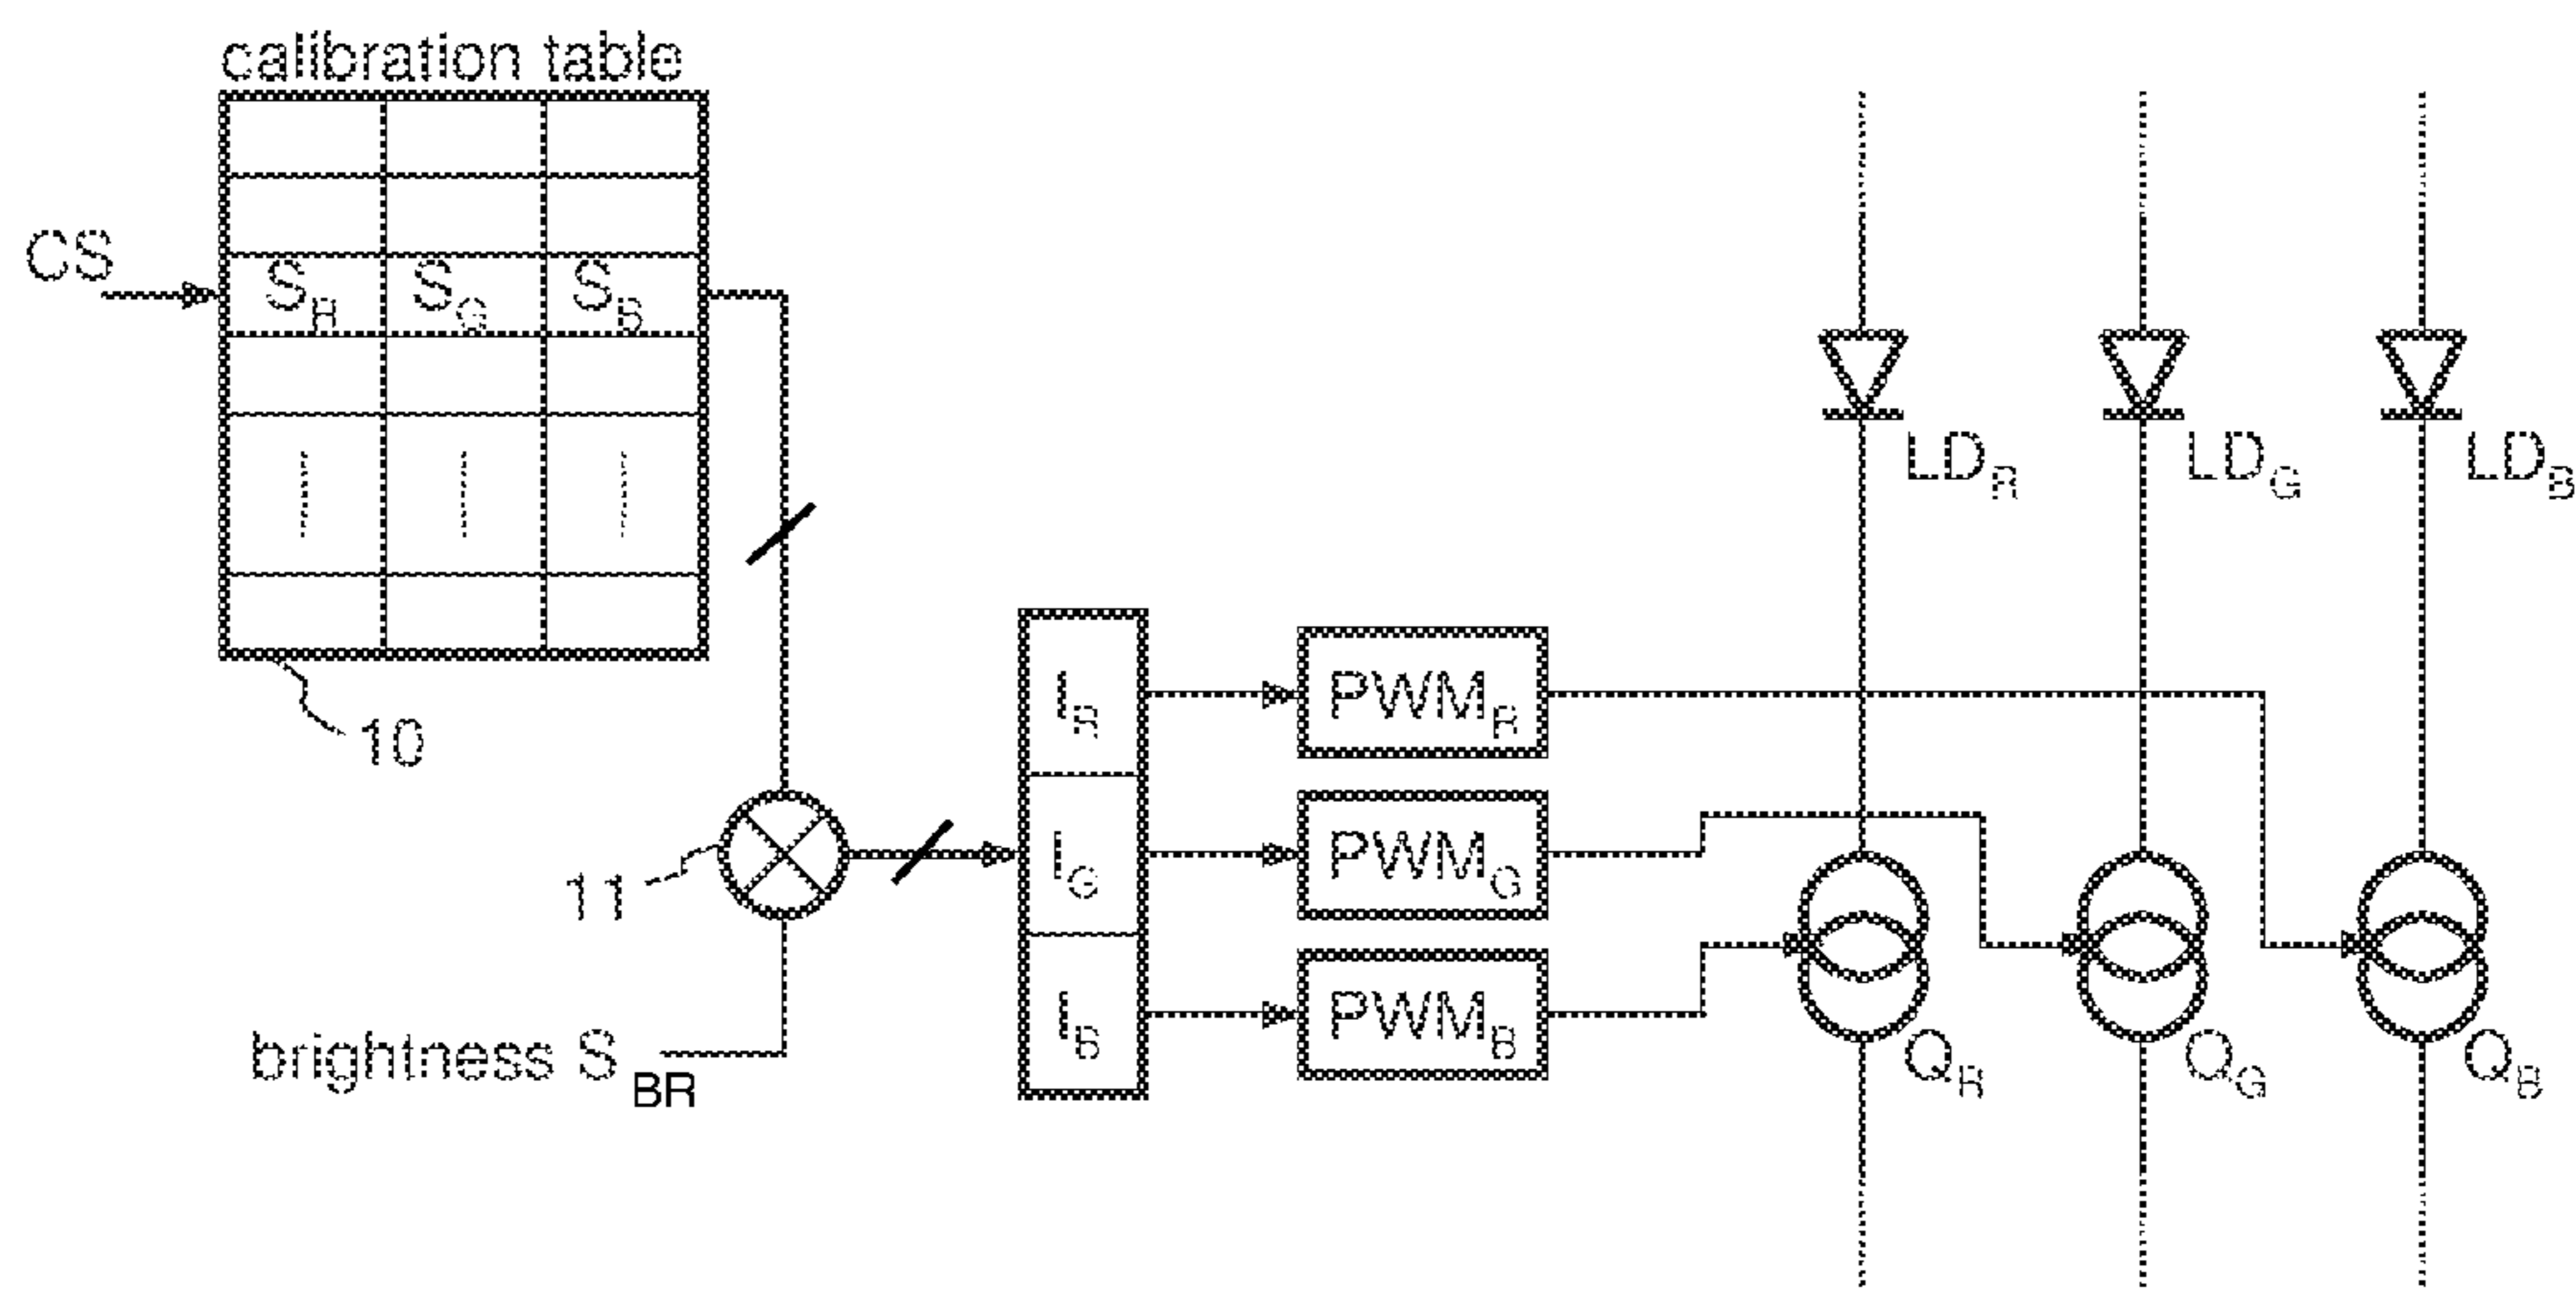 calibration table
CS
S_R S_G S_B
LD_R LD_G LD_B
I_R PWM_R
10
I_G PWM_G
11
I_B PWM_B
brightness S_BR
Q_R Q_G Q_B